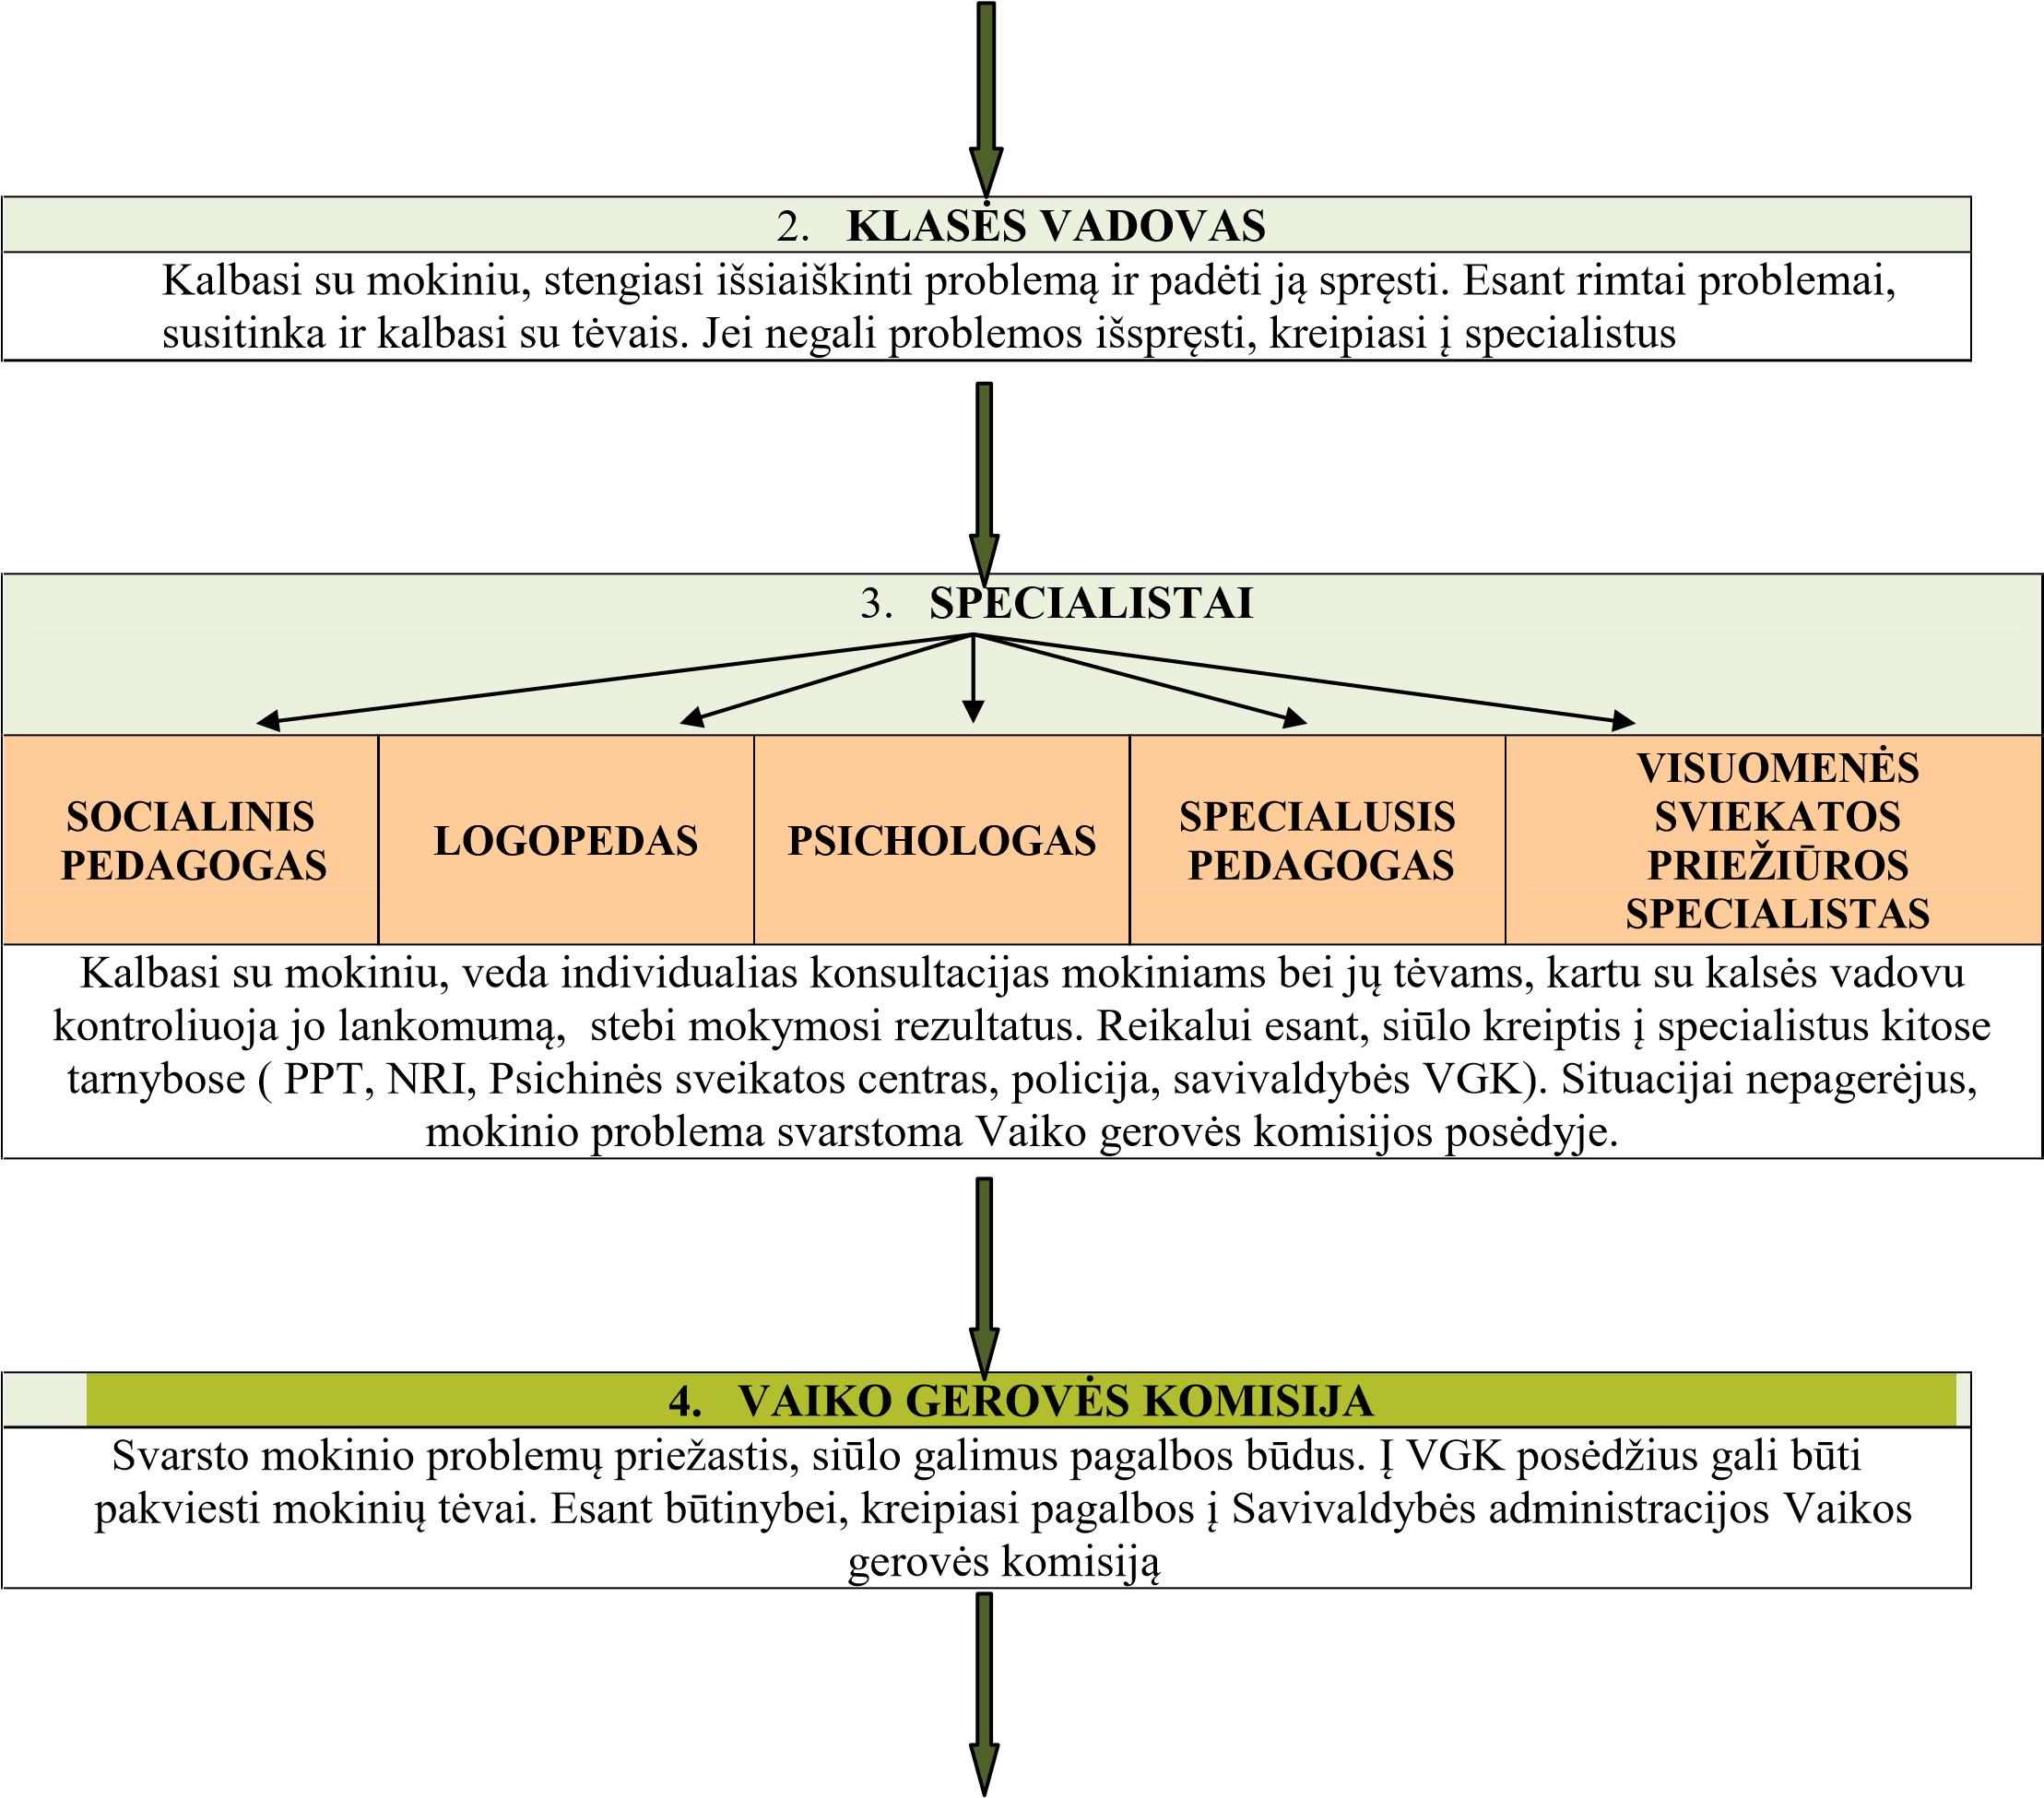 2. KLASĖS VADOVAS
Kalbasi su mokiniu, stengiasi išsiaiškinti problemą ir padėti ją spręsti. Esant rimtai problemai,
susitinka ir kalbasi su tėvais. Jei negali problemos išspręsti, kreipiasi į specialistus
3. SPECIALISTAI
SOCIALINIS
PEDAGOGAS
LOGOPEDAS
PSICHOLOGAS
SPECIALUSIS
PEDAGOGAS
VISUOMENĖS
SVIEKATOS
PRIEŽIŪROS
SPECIALISTAS
Kalbasi su mokiniu, veda individualias konsultacijas mokiniams bei jų tėvams, kartu su kalsės vadovu
kontroliuoja jo lankomumą, stebi mokymosi rezultatus. Reikalui esant, siūlo kreiptis į specialistus kitose
tarnybose ( PPT, NRI, Psichinės sveikatos centras, policija, savivaldybės VGK). Situacijai nepagerėjus,
mokinio problema svarstoma Vaiko gerovės komisijos posėdyje.
4. VAIKO GEROVĖS KOMISIJA
Svarsto mokinio problemų priežastis, siūlo galimus pagalbos būdus. Į VGK posėdžius gali būti
pakviesti mokinių tėvai. Esant būtinybei, kreipiasi pagalbos į Savivaldybės administracijos Vaikos
gerovės komisiją